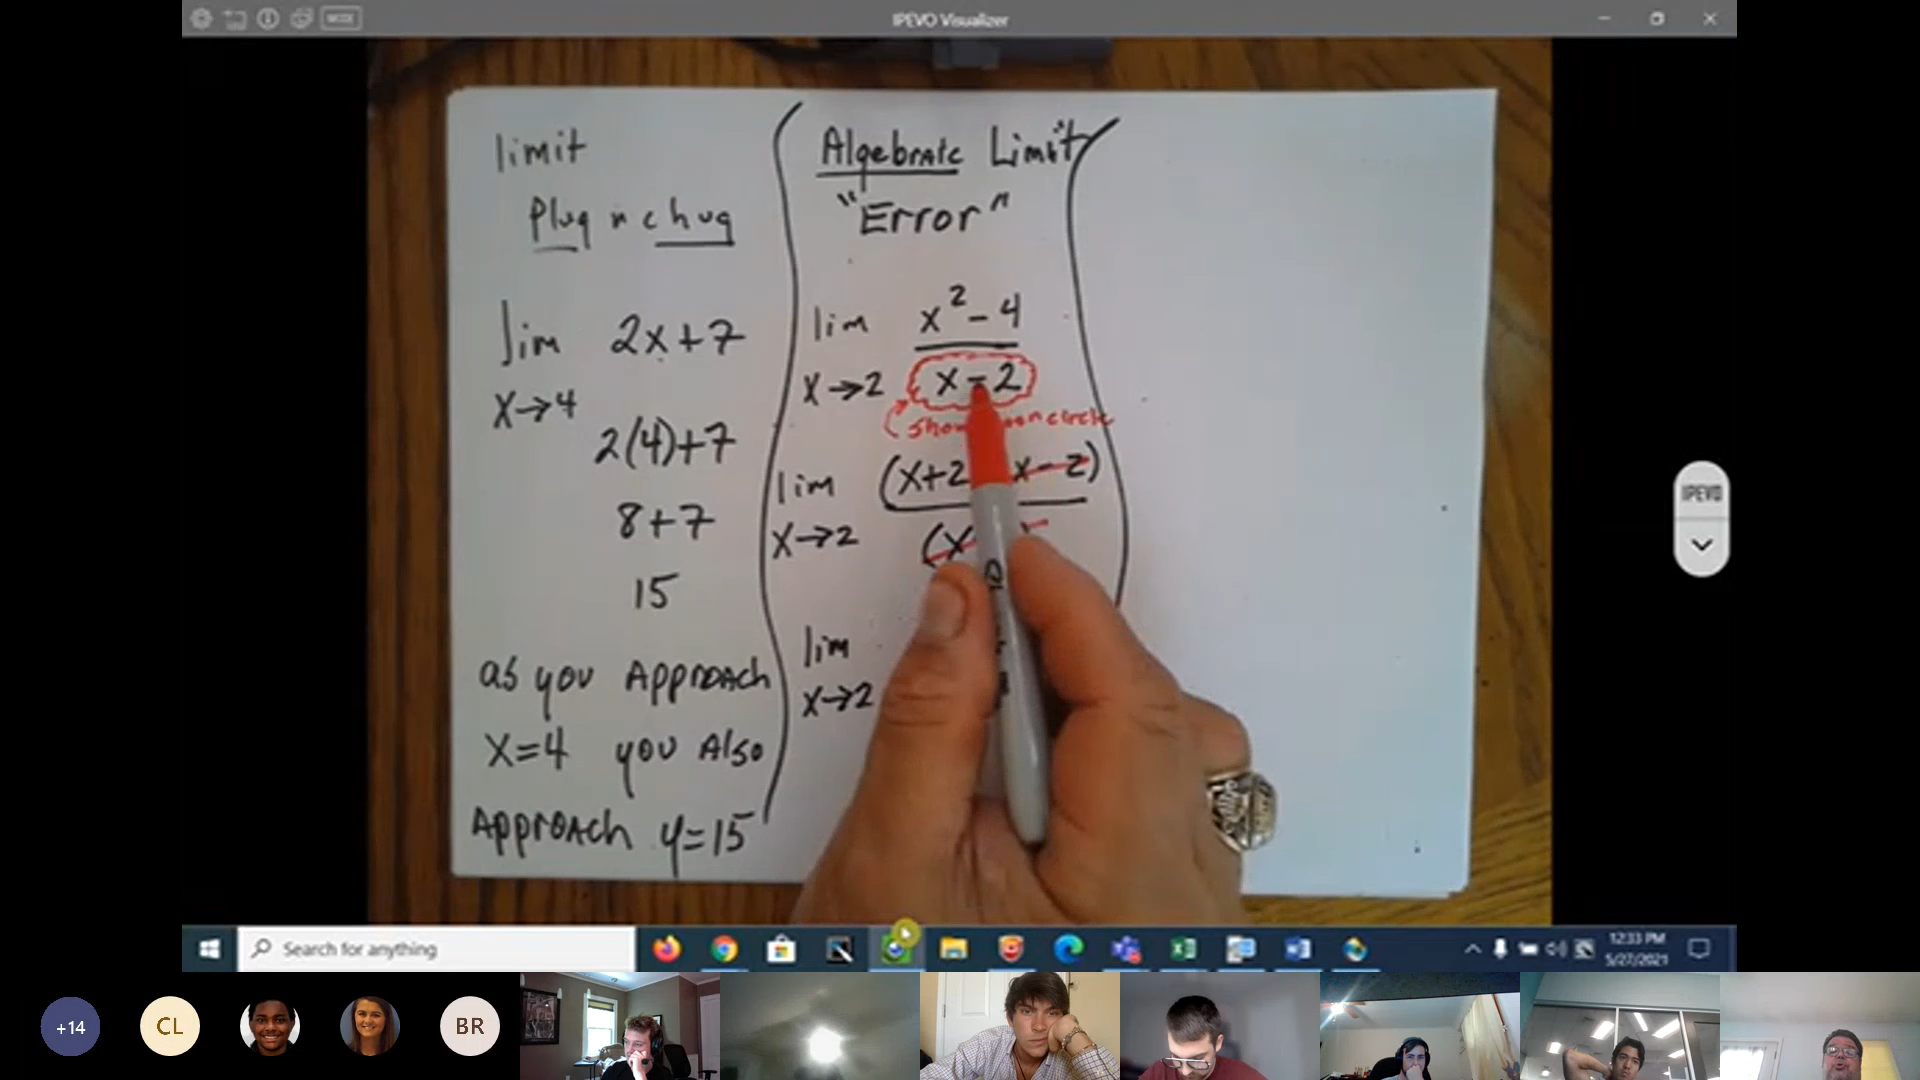 IPEVO Visualizer
limit
Plug n chug
lim 2x+7
x→4
2(4)+7
8+7
15
as you Approach
x=4 you Also
Approach y=15
Algebraic Limit
"Error"
lim x²-4
x→2 x-2
lim (x+2 x-2)
x→2 (x
lim
x→2
IPEVO
Search for anything
12:33 PM
5/27/2021
+14
CL
BR